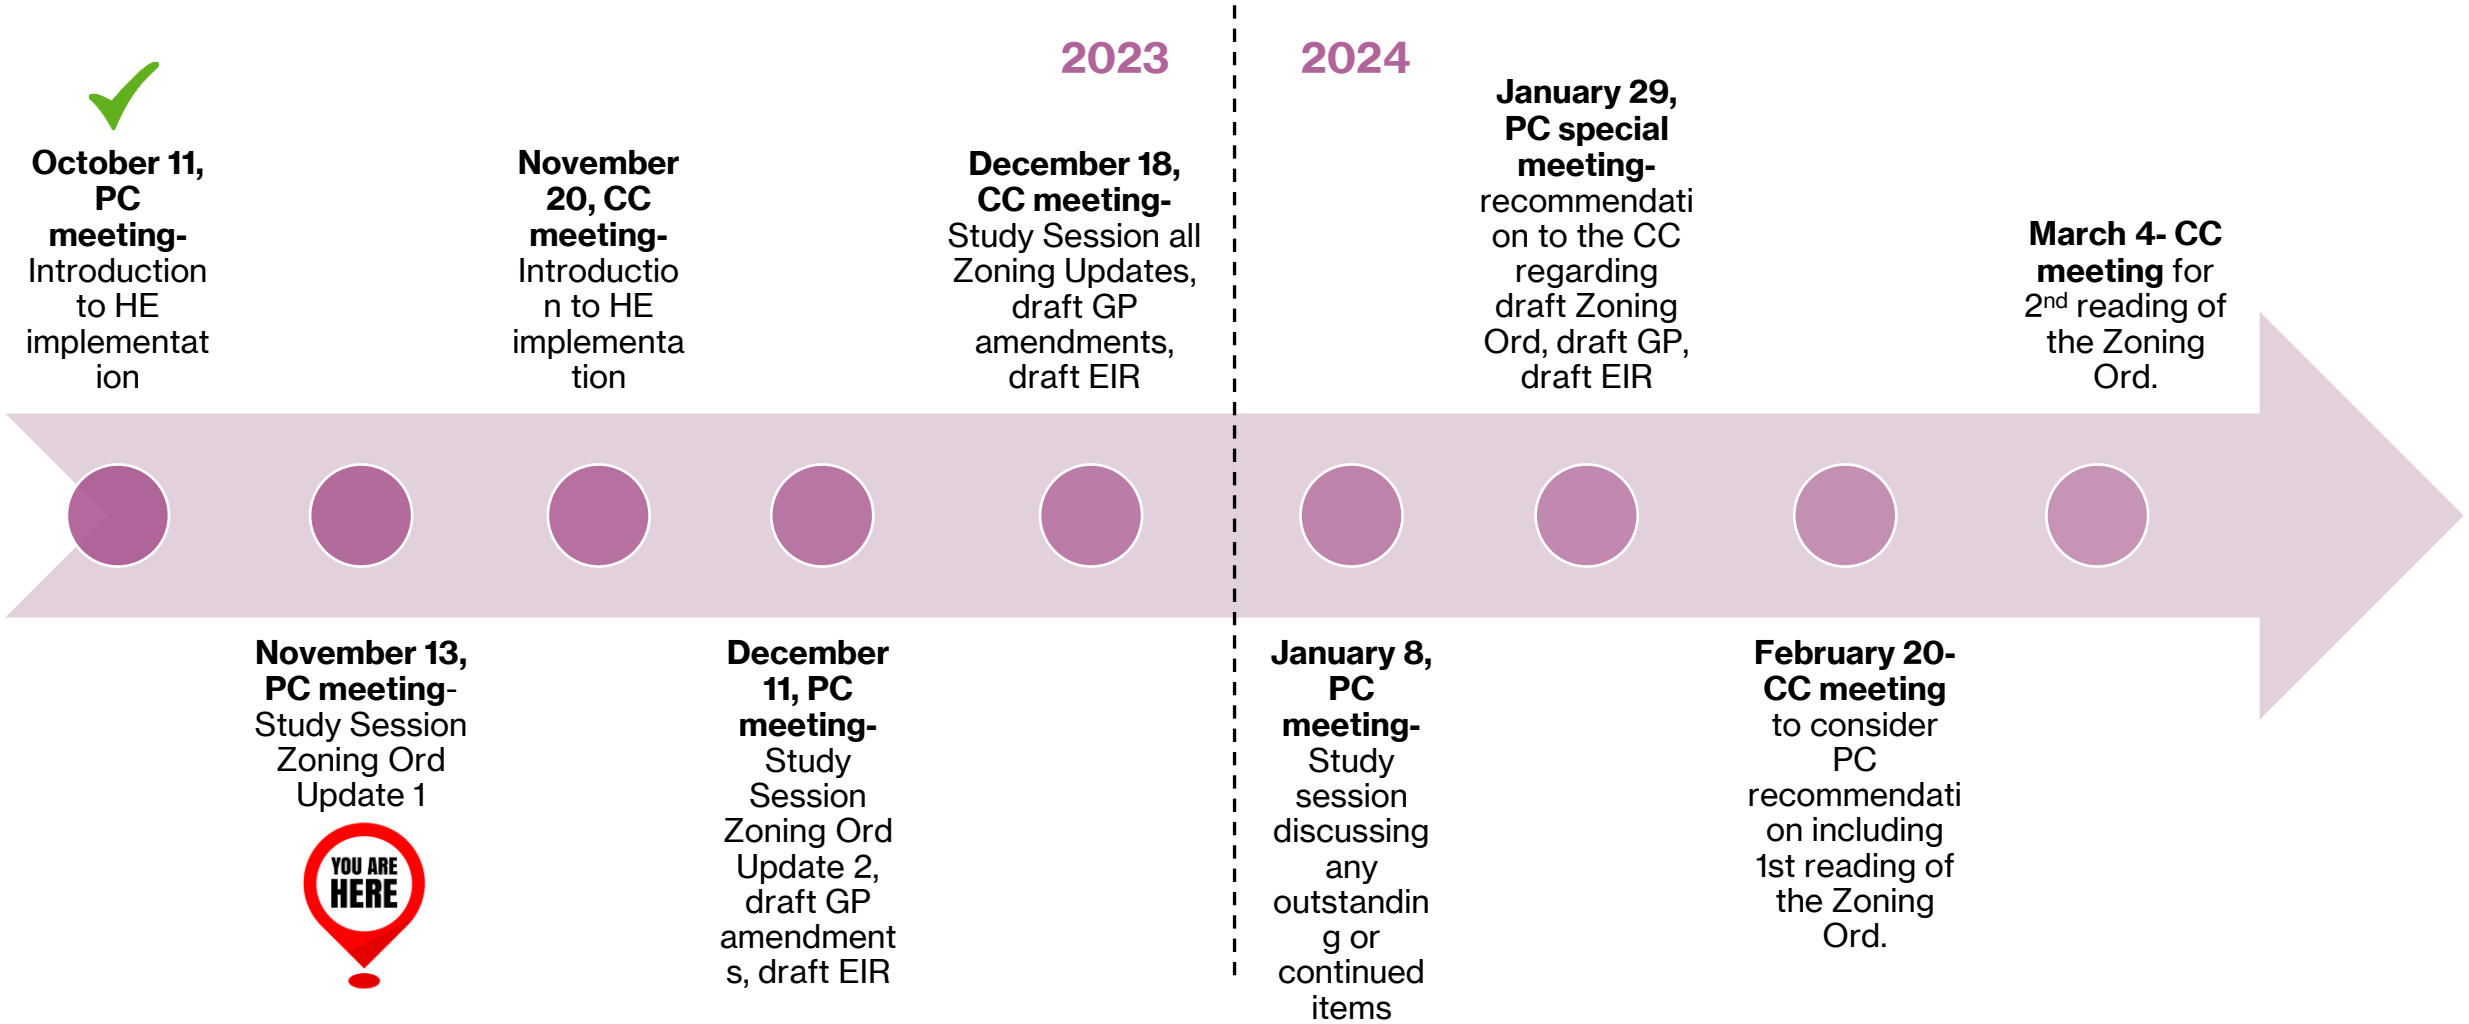 2023
2024
October 11,
PC
meeting-
Introduction
to HE
implementat
ion
November 13,
PC meeting-
Study Session
Zoning Ord
Update 1
YOU ARE
HERE
November
20, CC
meeting-
Introductio
n to HE
implementa
tion
December
11, PC
meeting-
Study
Session
Zoning Ord
Update 2,
draft GP
amendment
s, draft EIR
December 18,
CC meeting-
Study Session all
Zoning Updates,
draft GP
amendments,
draft EIR
January 8,
PC
meeting-
Study
session
discussing
any
outstandin
g or
continued
items
January 29,
PC special
meeting-
recommendati
on to the CC
regarding
draft Zoning
Ord, draft GP,
draft EIR
February 20-
CC meeting
to consider
PC
recommendati
on including
1st reading of
the Zoning
Ord.
March 4- CC
meeting for
2nd reading of
the Zoning
Ord.